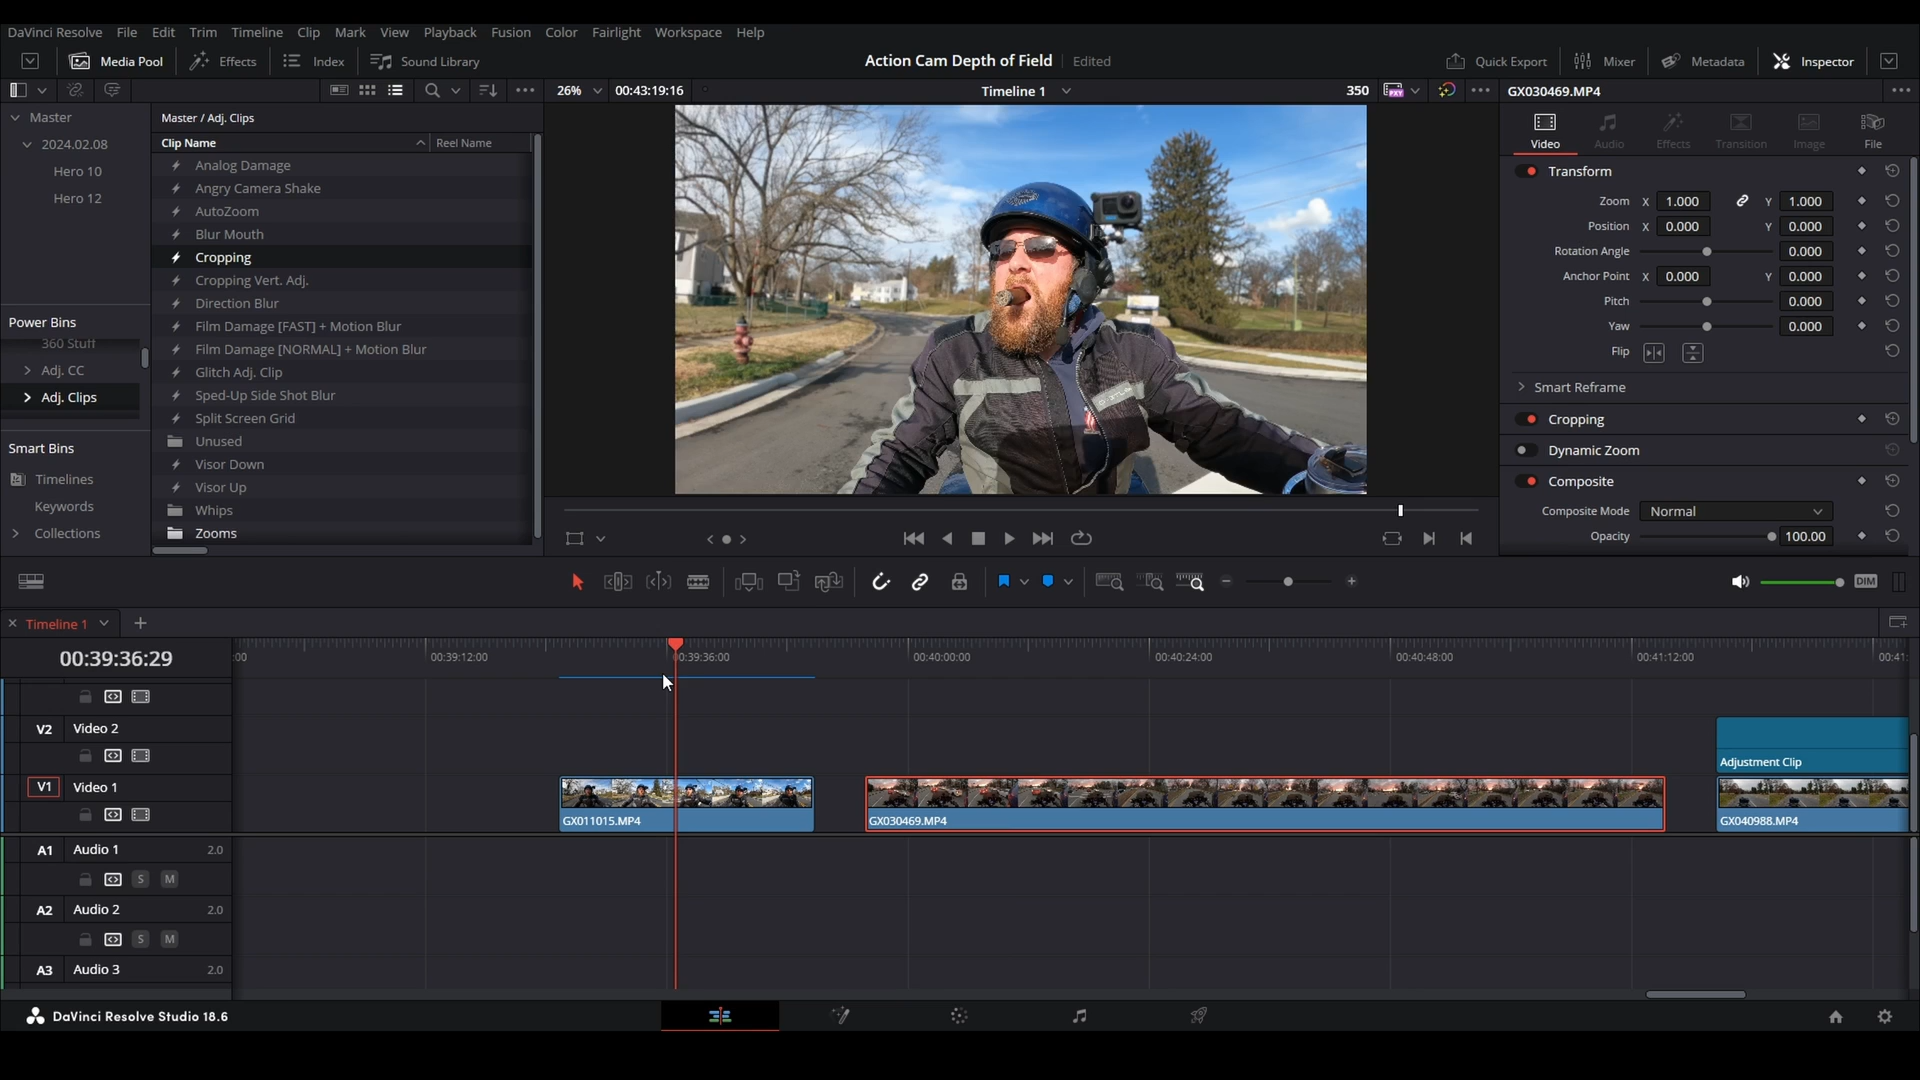 DaVinci Resolve File Edit Trim Timeline Clip Mark View Playback Fusion Color Fairlight Workspace Help
Media Pool Effects Index Sound Library Action Cam Depth of Field Edited Quick Export Mixer Metadata Inspector
26% 00:43:19:16 Timeline 1 350 GX030469.MP4
Master
2024.02.08
Hero 10
Hero 12
Power Bins
360 Stuff
Adj. CC
Adj. Clips
Smart Bins
Timelines
Keywords
Collections
Master / Adj. Clips
Clip Name Reel Name
Analog Damage
Angry Camera Shake
AutoZoom
Blur Mouth
Cropping
Cropping Vert. Adj.
Direction Blur
Film Damage [FAST] + Motion Blur
Film Damage [NORMAL] + Motion Blur
Glitch Adj. Clip
Sped-Up Side Shot Blur
Split Screen Grid
Unused
Visor Down
Visor Up
Whips
Zooms
Video Audio Effects Transition Image File
Transform
Zoom X 1.000 Y 1.000
Position X 0.000 Y 0.000
Rotation Angle 0.000
Anchor Point X 0.000 Y 0.000
Pitch 0.000
Yaw 0.000
Flip
Smart Reframe
Cropping
Dynamic Zoom
Composite
Composite Mode Normal
Opacity 100.00
DIM
Timeline 1
00:39:36:29 :00 00:39:12:00 00:39:36:00 00:40:00:00 00:40:24:00 00:40:48:00 00:41:12:00 00:41:
V2 Video 2
Adjustment Clip
V1 Video 1
GX011015.MP4 GX030469.MP4 GX040988.MP4
A1 Audio 1 2.0
S M
A2 Audio 2 2.0
S M
A3 Audio 3 2.0
DaVinci Resolve Studio 18.6